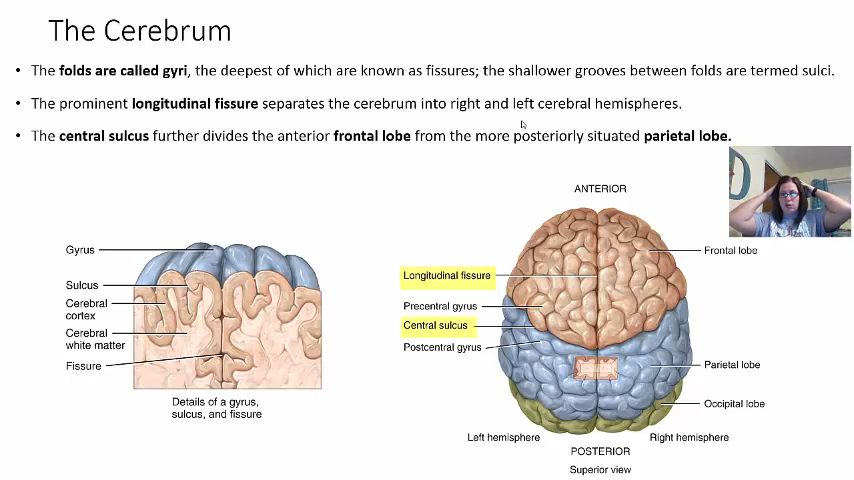 The Cerebrum
• The folds are called gyri, the deepest of which are known as fissures; the shallower grooves between folds are termed sulci.
• The prominent longitudinal fissure separates the cerebrum into right and left cerebral hemispheres.
• The central sulcus further divides the anterior frontal lobe from the more posteriorly situated parietal lobe.
Gyrus
Sulcus
Cerebral
cortex
Cerebral
white matter
Fissure
Details of a gyrus,
sulcus, and fissure
ANTERIOR
Longitudinal fissure
Precentral gyrus
Central sulcus
Postcentral gyrus
Frontal lobe
Parietal lobe
Occipital lobe
Left hemisphere
Right hemisphere
POSTERIOR
Superior view